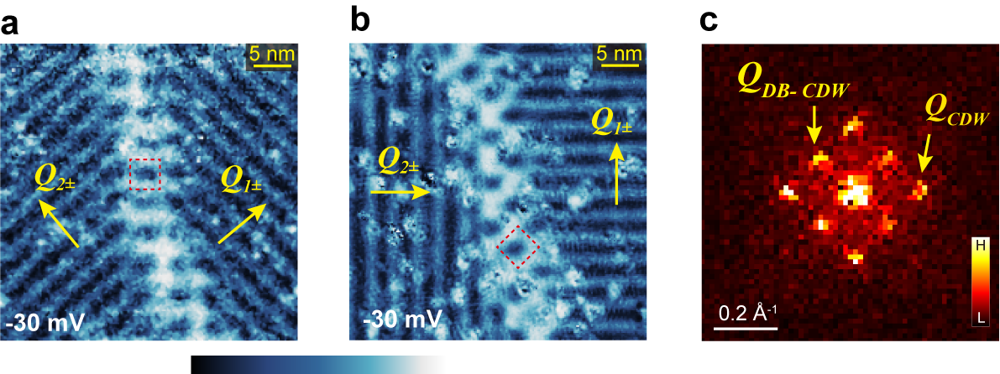 a
5 nm
Q2±
Q1±
-30 mV
b
5 nm
Q1±
Q2±
-30 mV
c
QDB- CDW
QCDW
H
L
0.2 Å-1